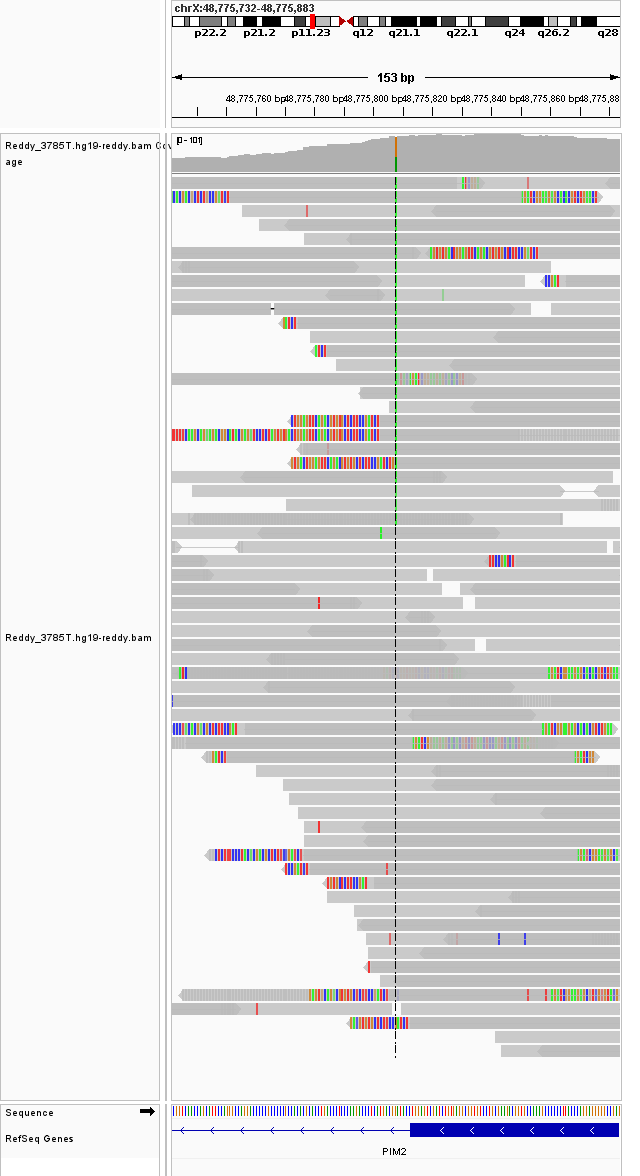 chrX:48,775,732-48,775,883
p22.2 p21.2 p11.23 q12 q21.1 q22.1 q24 q26.2 q28
153 bp
48,775,760 bp 48,775,780 bp 48,775,800 bp 48,775,820 bp 48,775,840 bp 48,775,860 bp 48,775,88
Reddy_3785T.hg19-reddy.bam Cov
age
[0 - 101]
Reddy_3785T.hg19-reddy.bam
Sequence
RefSeq Genes
PIM2